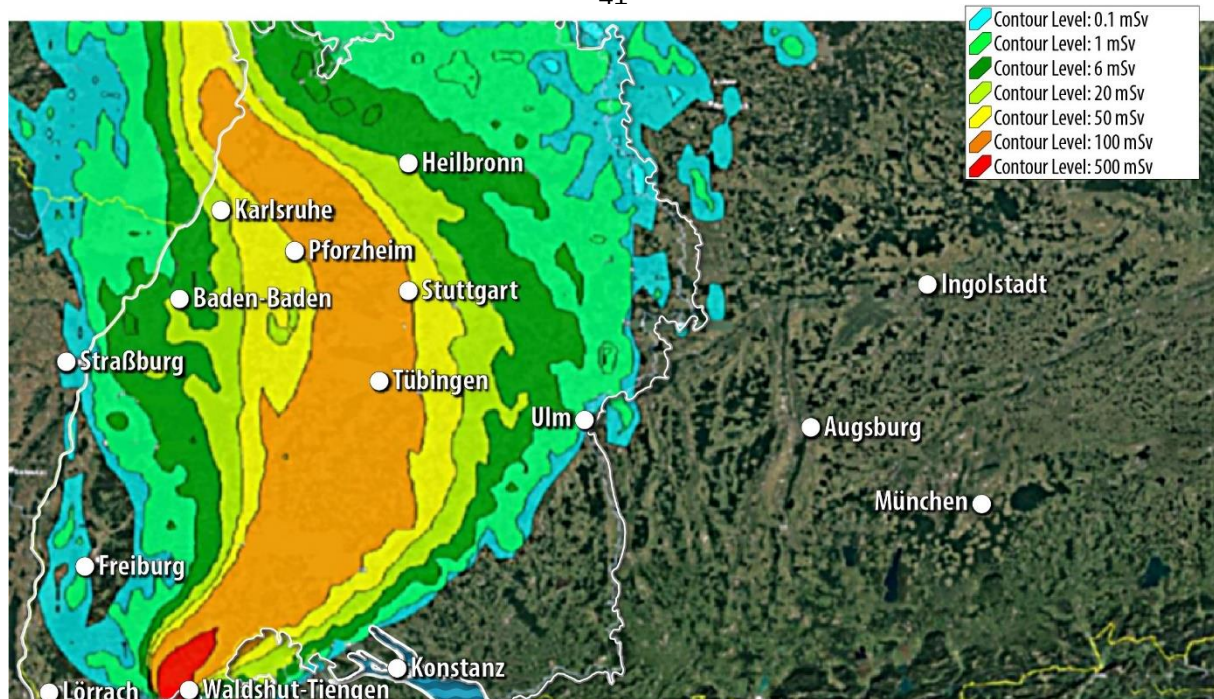 41
Contour Level: 0.1 mSv
Contour Level: 1 mSv
Contour Level: 6 mSv
Contour Level: 20 mSv
Contour Level: 50 mSv
Contour Level: 100 mSv
Contour Level: 500 mSv
Heilbronn
Karlsruhe
Pforzheim
Ingolstadt
Baden-Baden
Stuttgart
Straßburg
Tübingen
Ulm
Augsburg
München
Freiburg
Konstanz
Lörrach
Waldshut-Tiengen